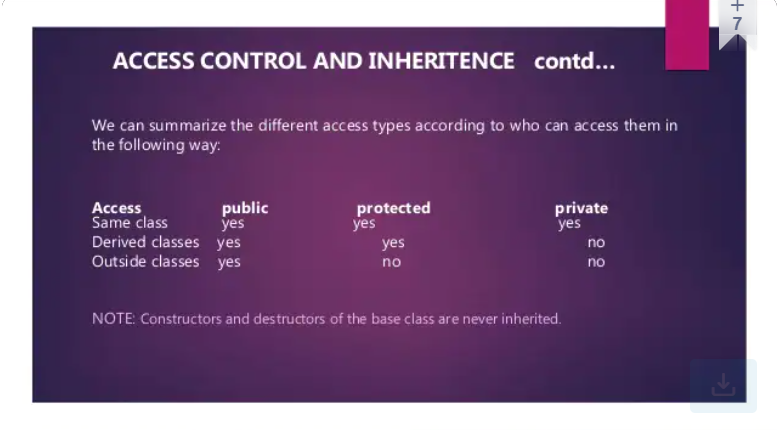 +
7
ACCESS CONTROL AND INHERITENCE contd...
We can summarize the different access types according to who can access them in
the following way:
Access public protected private
Same class yes yes yes
Derived classes yes yes no
Outside classes yes no no
NOTE: Constructors and destructors of the base class are never inherited.